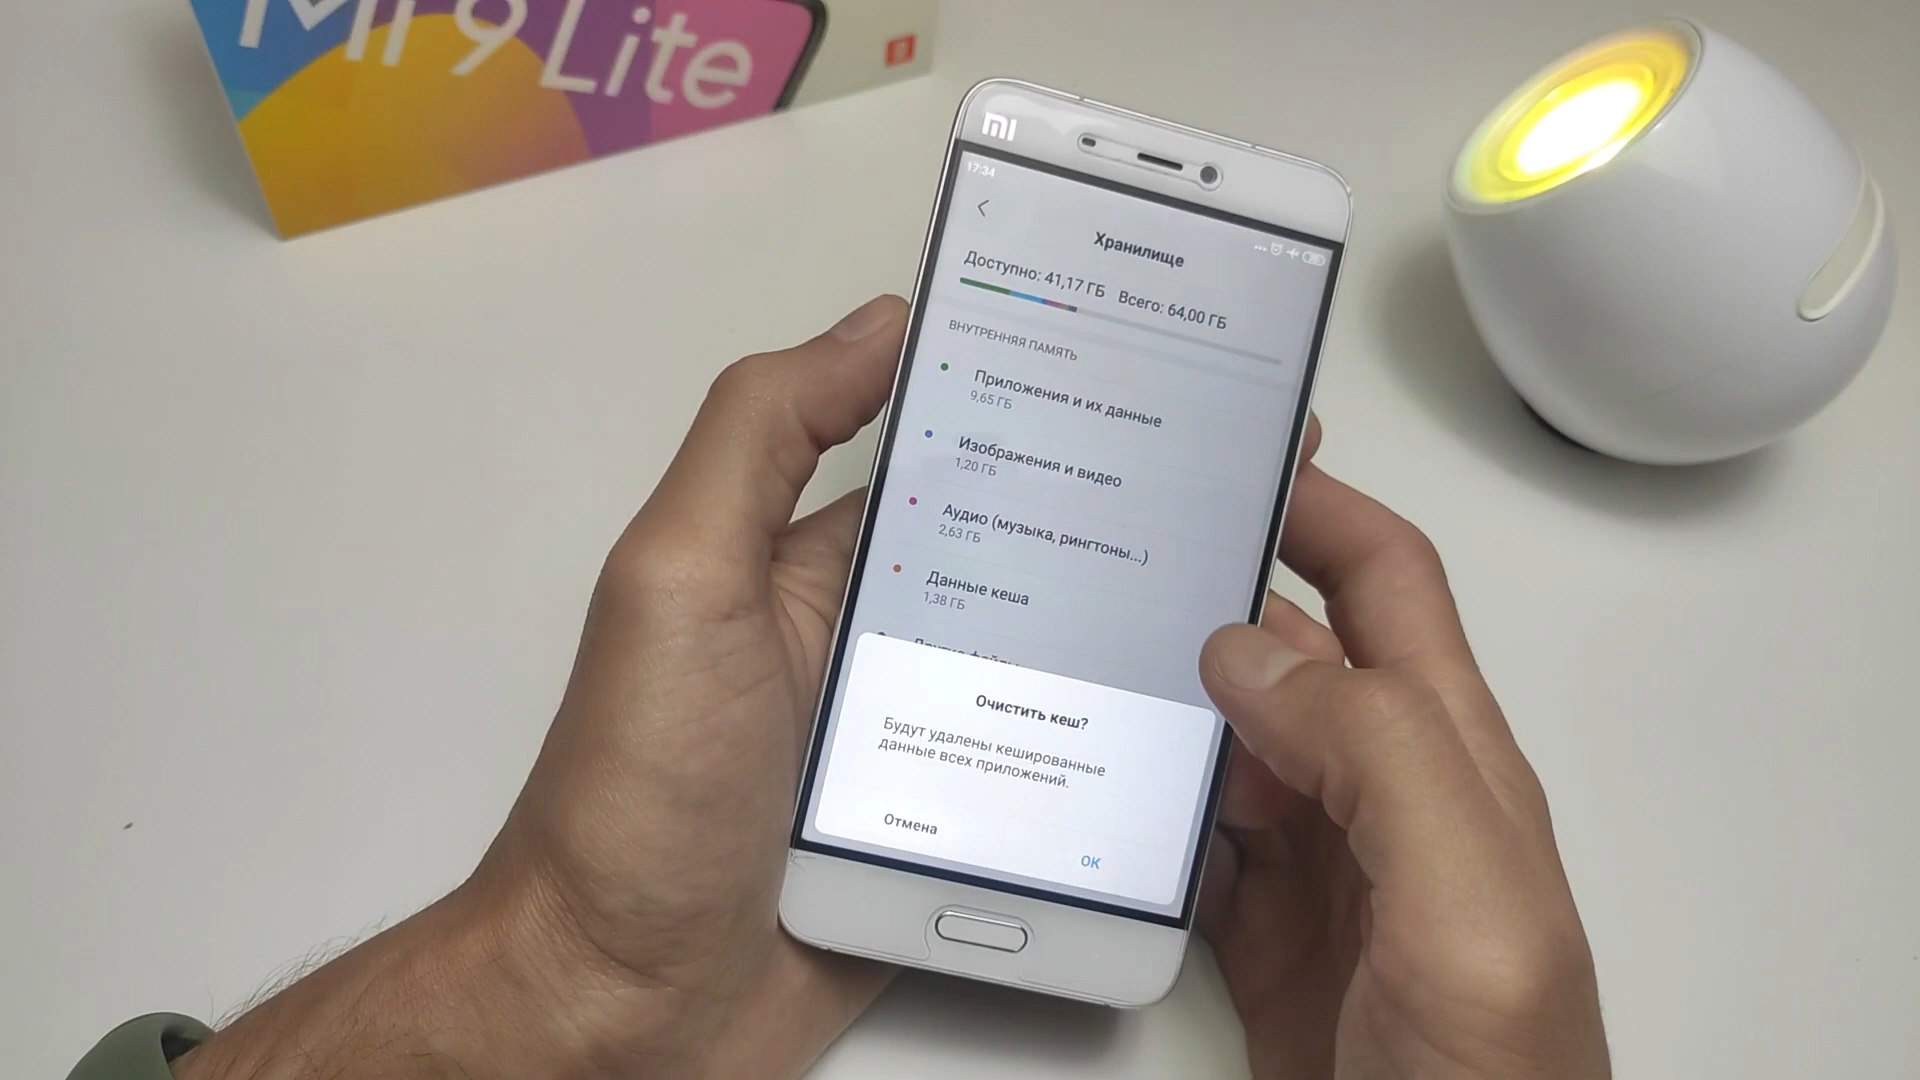 Mi 9 Lite
mi
17:34
Хранилище
Доступно: 41,17 ГБ Всего: 64,00 ГБ
ВНУТРЕННЯЯ ПАМЯТЬ
Приложения и их данные
9,65 ГБ
Изображения и видео
1,20 ГБ
Аудио (музыка, рингтоны...)
2,63 ГБ
Данные кеша
1,38 ГБ
Другие файлы
Очистить кеш?
Будут удалены кешированные
данные всех приложений.
Отмена
ОК